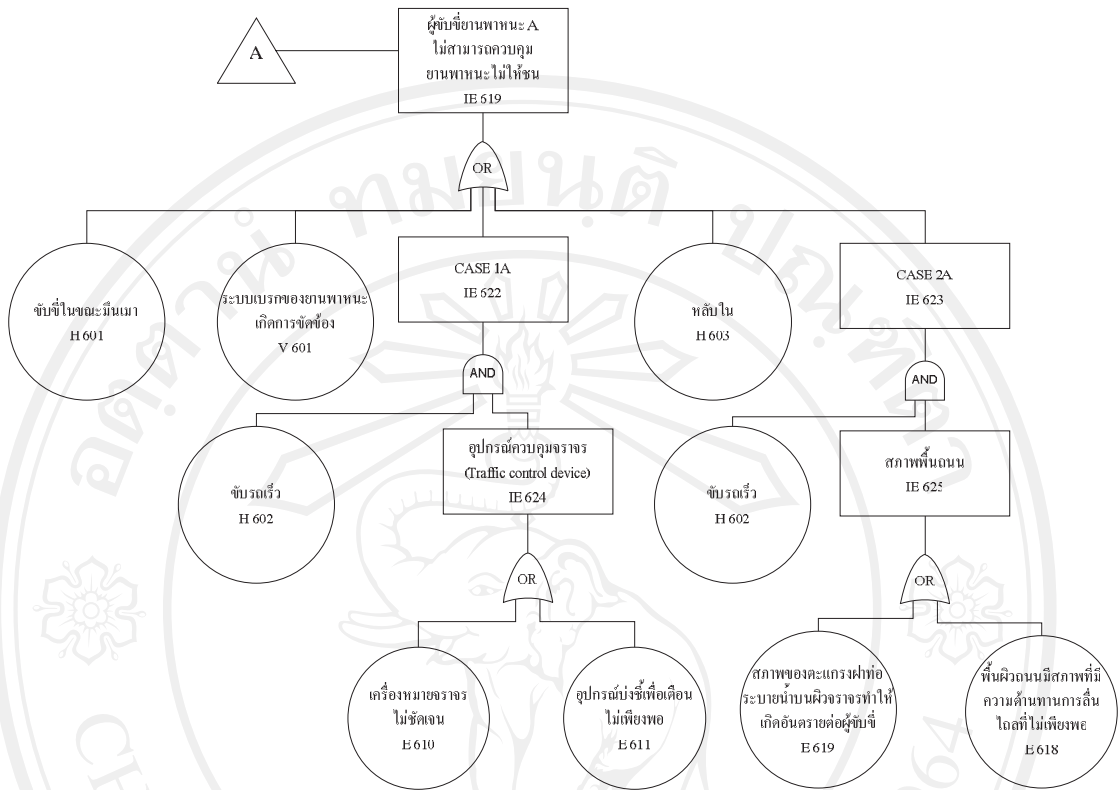 A
ผู้ขับขี่ยานพาหนะ A
ไม่สามารถควบคุม
ยานพาหนะไม่ให้ชน
IE 619
OR
ขับขี่ในขณะมึนเมา
H 601
ระบบเบรกของยานพาหนะ
เกิดการขัดข้อง
V 601
CASE 1A
IE 622
หลับใน
H 603
CASE 2A
IE 623
AND
AND
ขับรถเร็ว
H 602
อุปกรณ์ควบคุมจราจร
(Traffic control device)
IE 624
ขับรถเร็ว
H 602
สภาพพื้นถนน
IE 625
OR
OR
เครื่องหมายจราจร
ไม่ชัดเจน
E 610
อุปกรณ์บ่งชี้เพื่อเตือน
ไม่เพียงพอ
E 611
สภาพของตะแกรงฝาท่อ
ระบายน้ำบนผิวจราจรทำให้
เกิดอันตรายต่อผู้ขับขี่
E 619
พื้นผิวถนนมีสภาพที่มี
ความต้านทานการลื่น
ไถลที่ไม่เพียงพอ
E 618